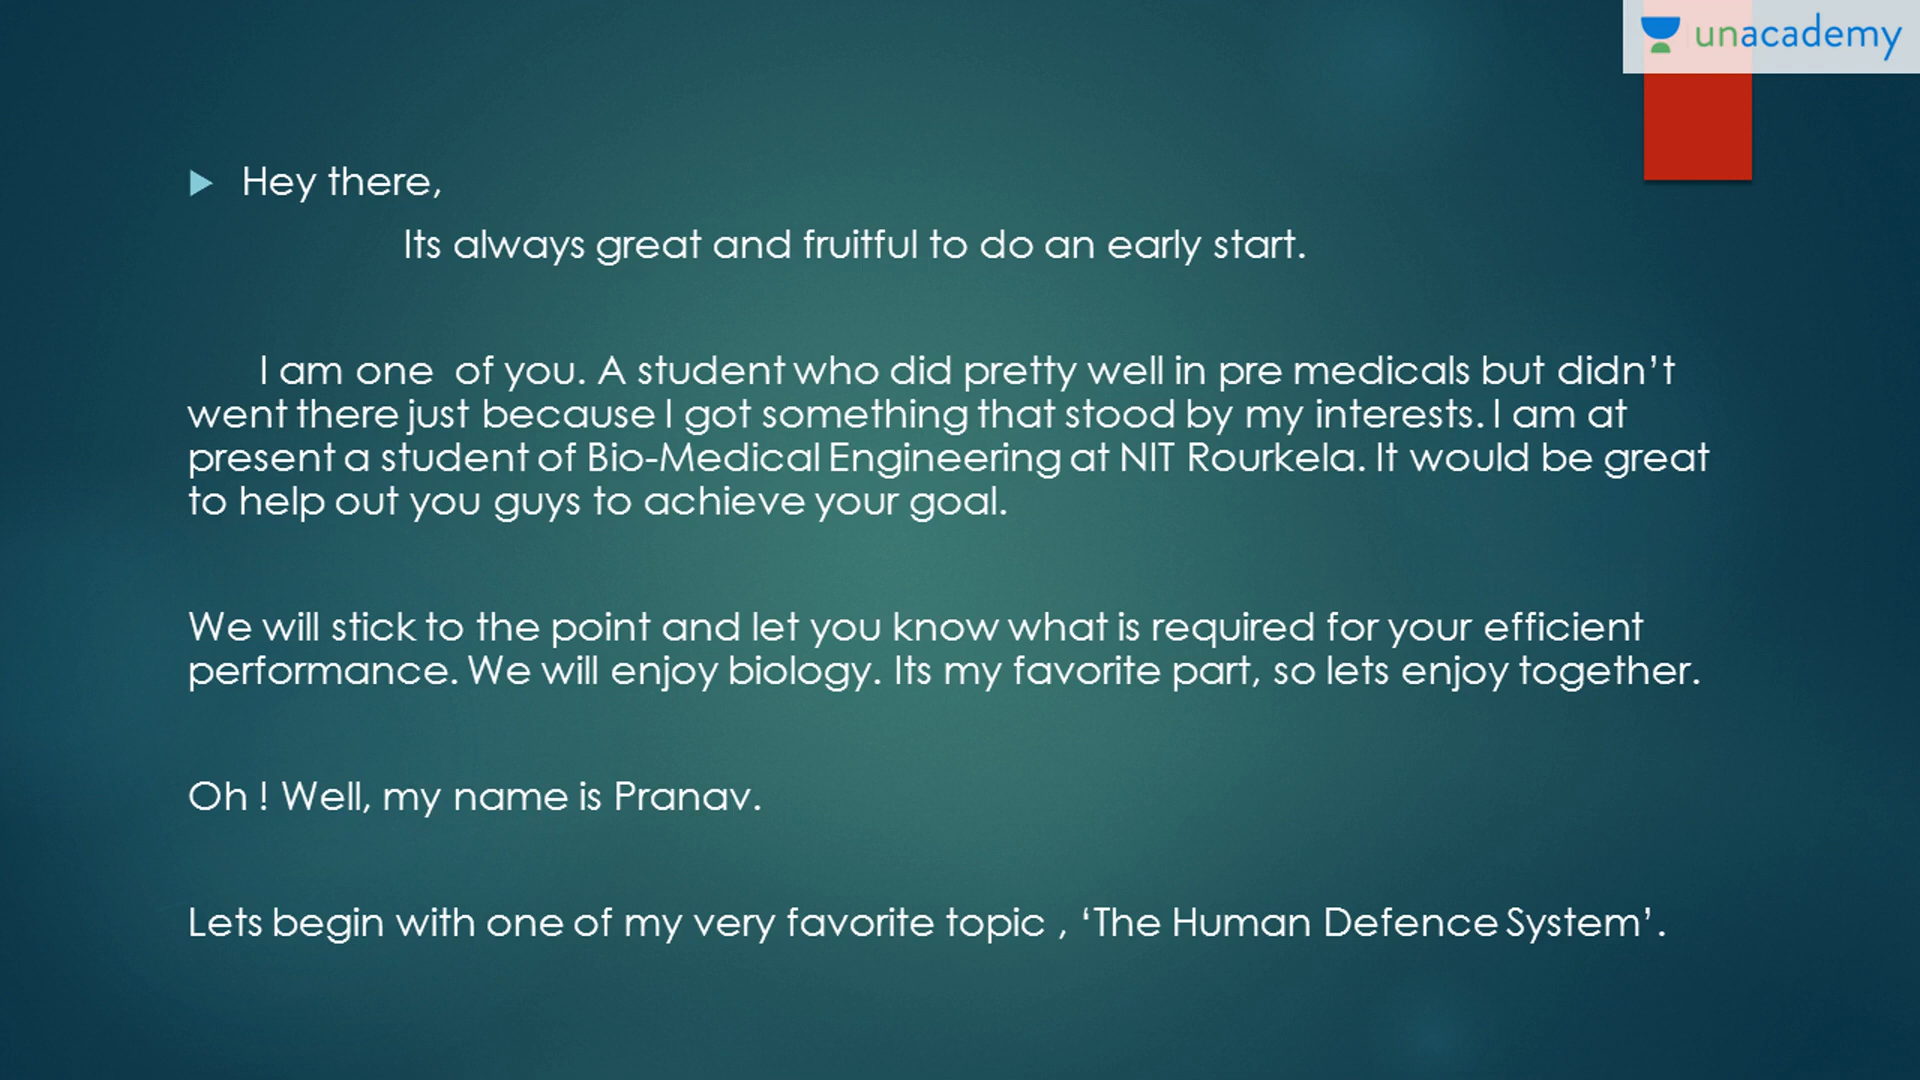 unacademy
Hey there,
Its always great and fruitful to do an early start.
I am one of you. A student who did pretty well in pre medicals but didn’t
went there just because I got something that stood by my interests. I am at
present a student of Bio-Medical Engineering at NIT Rourkela. It would be great
to help out you guys to achieve your goal.
We will stick to the point and let you know what is required for your efficient
performance. We will enjoy biology. Its my favorite part, so lets enjoy together.
Oh ! Well, my name is Pranav.
Lets begin with one of my very favorite topic , ‘The Human Defence System’.